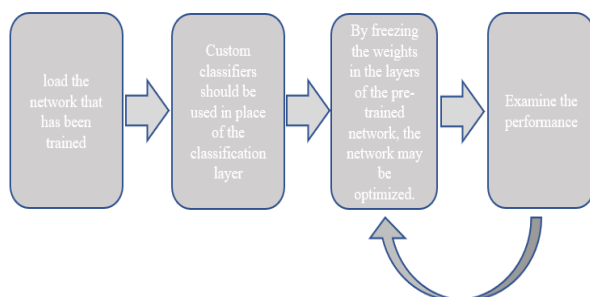 load the
network that
has been
trained
Custom
classifiers
should be
used in place
of the
classification
layer
By freezing
the weights
in the layers
of the pre-
trained
network, the
network may
be
optimized.
Examine the
performance